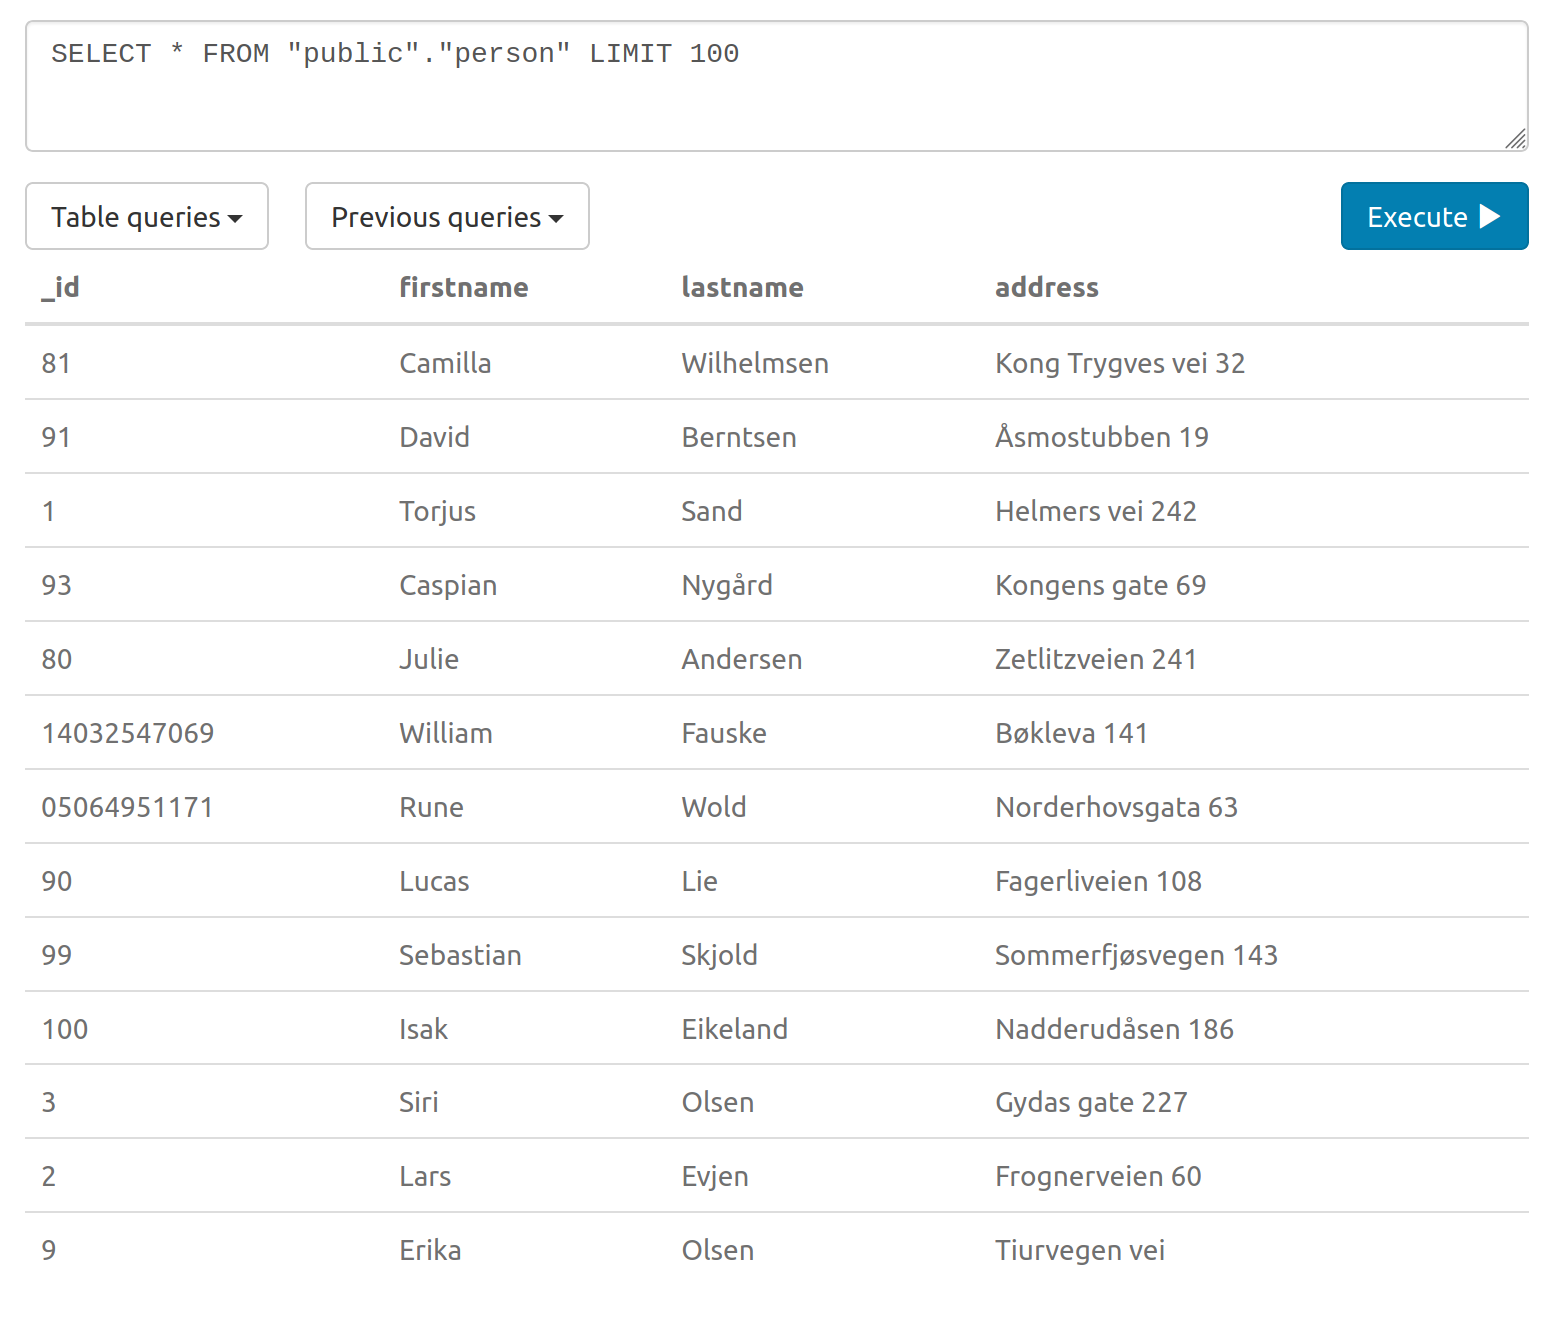 SELECT * FROM "public"."person" LIMIT 100
Table queries Previous queries Execute
_id firstname lastname address
81 Camilla Wilhelmsen Kong Trygves vei 32
91 David Berntsen Åsmostubben 19
1 Torjus Sand Helmers vei 242
93 Caspian Nygård Kongens gate 69
80 Julie Andersen Zetlitzveien 241
14032547069 William Fauske Bøkleva 141
05064951171 Rune Wold Norderhovsgata 63
90 Lucas Lie Fagerliveien 108
99 Sebastian Skjold Sommerfjøsvegen 143
100 Isak Eikeland Nadderudåsen 186
3 Siri Olsen Gydas gate 227
2 Lars Evjen Frognerveien 60
9 Erika Olsen Tiurvegen vei